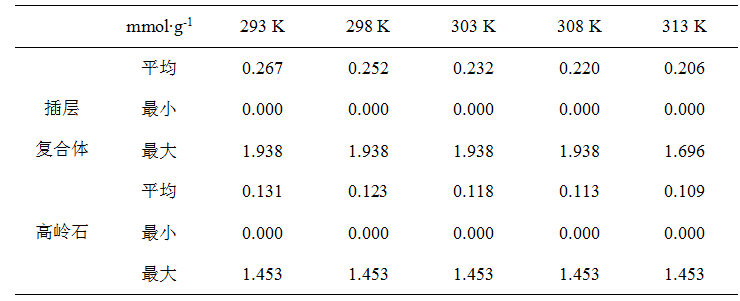 mmol·g-1 293 K 298 K 303 K 308 K 313 K
平均 0.267 0.252 0.232 0.220 0.206
插层 最小 0.000 0.000 0.000 0.000 0.000
复合体 最大 1.938 1.938 1.938 1.938 1.696
平均 0.131 0.123 0.118 0.113 0.109
高岭石 最小 0.000 0.000 0.000 0.000 0.000
最大 1.453 1.453 1.453 1.453 1.453